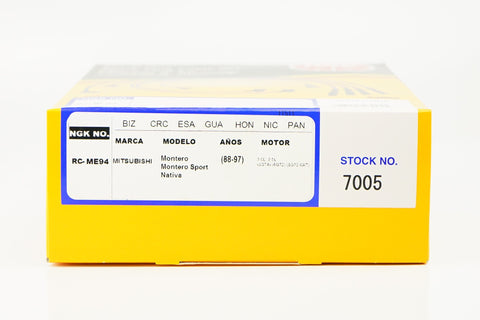 NGK NO.
BIZ CRC ESA GUA HON NIC PAN
MARCA MODELO AÑOS MOTOR
RC-ME94 MITSUBISHI Montero (88-97)
Montero Sport
Nativa
STOCK NO.
7005